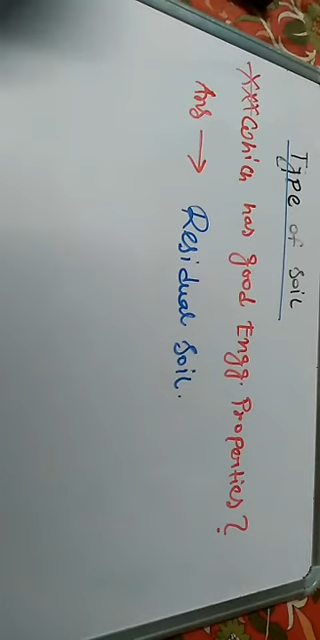 Type of soil
***Which has good Engg. Properties?
Ans → Residual soil.